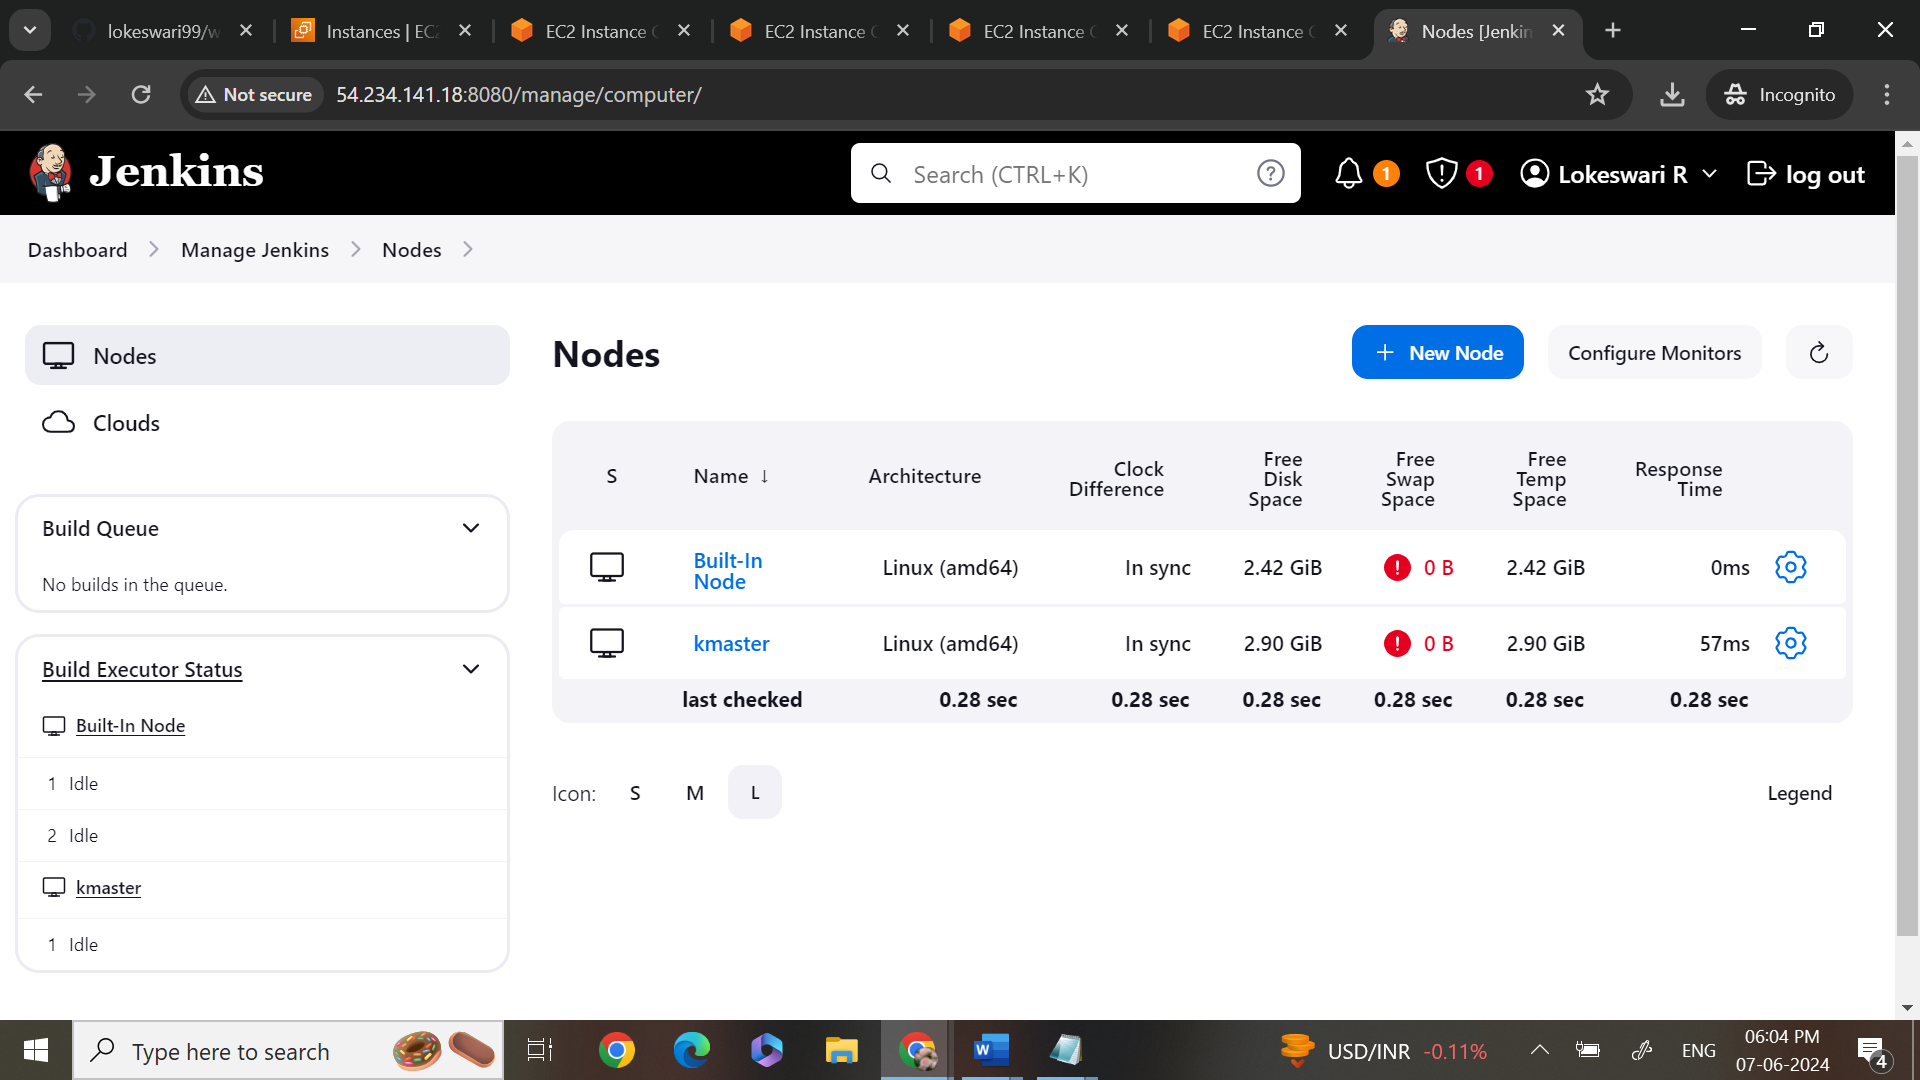 lokeswari99/w
Instances | EC2
EC2 Instance C
EC2 Instance C
EC2 Instance C
EC2 Instance C
Nodes [Jenkin
Not secure
54.234.141.18:8080/manage/computer/
Incognito
Jenkins
Search (CTRL+K)
?
1
1
Lokeswari R
log out
Dashboard
Manage Jenkins
Nodes
Nodes
Clouds
Build Queue
No builds in the queue.
Build Executor Status
Built-In Node
1 Idle
2 Idle
kmaster
1 Idle
Nodes
+ New Node
Configure Monitors
S
Name ↓
Architecture
Clock
Difference
Free
Disk
Space
Free
Swap
Space
Free
Temp
Space
Response
Time
Built-In
Node
Linux (amd64)
In sync
2.42 GiB
! 0 B
2.42 GiB
0ms
kmaster
Linux (amd64)
In sync
2.90 GiB
! 0 B
2.90 GiB
57ms
last checked
0.28 sec
0.28 sec
0.28 sec
0.28 sec
0.28 sec
0.28 sec
Icon:
S
M
L
Legend
Type here to search
W
USD/INR -0.11%
ENG
06:04 PM
07-06-2024
4